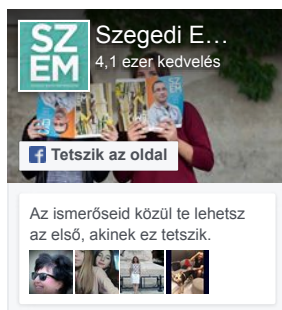 SZ
EM
Szegedi E...
4,1 ezer kedvelés
Tetszik az oldal
Az ismerőseid közül te lehetsz
az első, akinek ez tetszik.